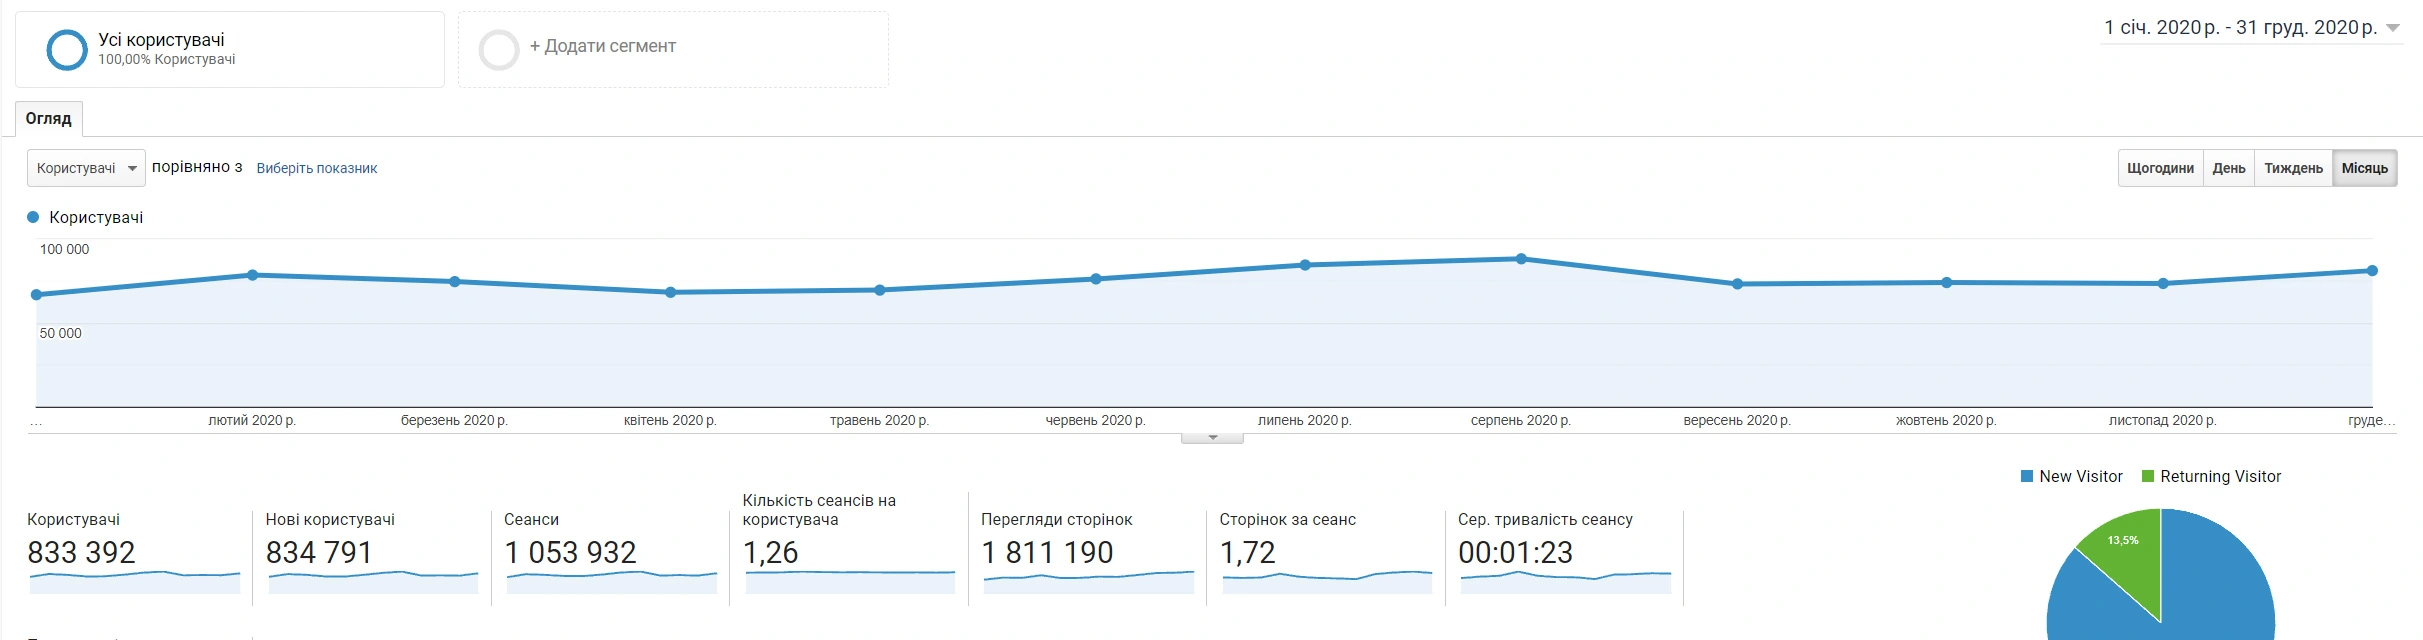 Усі користувачі
100,00% Користувачі
+ Додати сегмент
1 січ. 2020 р. - 31 груд. 2020 р.
Огляд
Користувачі порівняно з Виберіть показник
Щогодини День Тиждень Місяць
Користувачі
100 000
50 000
... лютий 2020 р. березень 2020 р. квітень 2020 р. травень 2020 р. червень 2020 р. липень 2020 р. серпень 2020 р. вересень 2020 р. жовтень 2020 р. листопад 2020 р. груде...
New Visitor Returning Visitor
Користувачі
833 392
Нові користувачі
834 791
Сеанси
1 053 932
Кількість сеансів на
користувача
1,26
Перегляди сторінок
1 811 190
Сторінок за сеанс
1,72
Сер. тривалість сеансу
00:01:23
13,5%